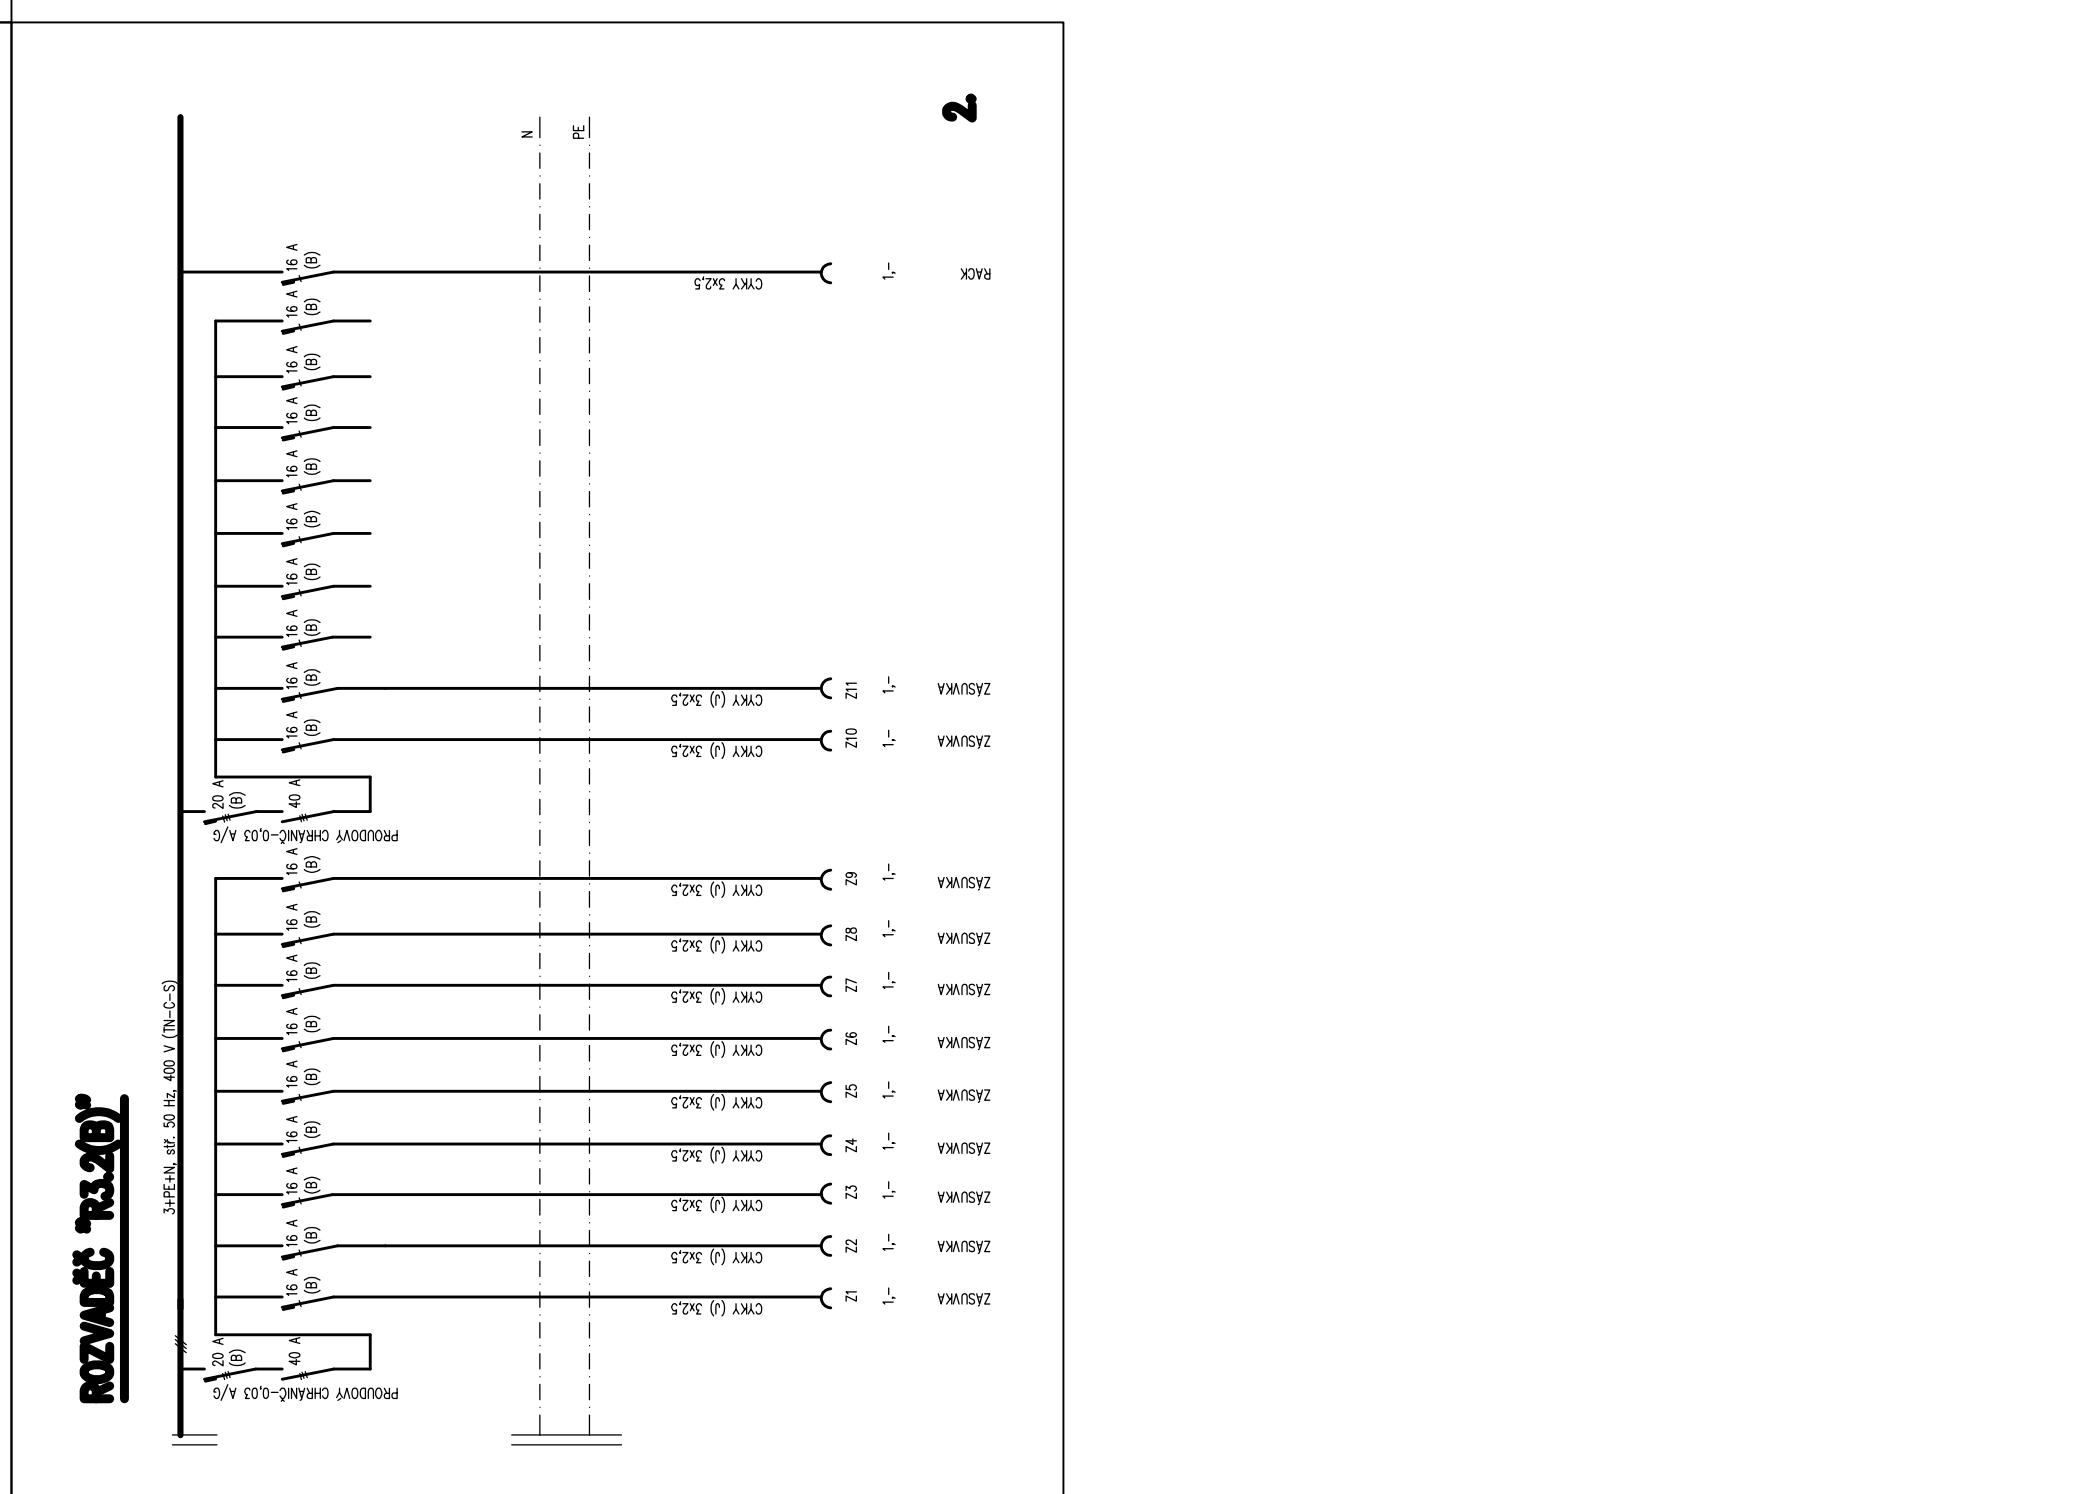 ROZVADĚČ "R3.2(B)"
3+PE+N, stř. 50 Hz, 400 V (TN-C-S)
20 A
(B)
40 A
PROUDOVÝ CHRÁNIČ-0,03 A/G
16 A
(B)
16 A
(B)
16 A
(B)
16 A
(B)
16 A
(B)
16 A
(B)
16 A
(B)
16 A
(B)
16 A
(B)
20 A
(B)
40 A
PROUDOVÝ CHRÁNIČ-0,03 A/G
16 A
(B)
16 A
(B)
16 A
(B)
16 A
(B)
16 A
(B)
16 A
(B)
16 A
(B)
16 A
(B)
16 A
(B)
16 A
(B)
N
PE
CYKY (J) 3x2,5
CYKY (J) 3x2,5
CYKY (J) 3x2,5
CYKY (J) 3x2,5
CYKY (J) 3x2,5
CYKY (J) 3x2,5
CYKY (J) 3x2,5
CYKY (J) 3x2,5
CYKY (J) 3x2,5
CYKY (J) 3x2,5
CYKY (J) 3x2,5
CYKY 3x2,5
Z1 Z2 Z3 Z4 Z5 Z6 Z7 Z8 Z9 Z10 Z11
1,- 1,- 1,- 1,- 1,- 1,- 1,- 1,- 1,- 1,- 1,- 1,-
ZÁSUVKA ZÁSUVKA ZÁSUVKA ZÁSUVKA ZÁSUVKA ZÁSUVKA ZÁSUVKA ZÁSUVKA ZÁSUVKA ZÁSUVKA ZÁSUVKA RACK
2.